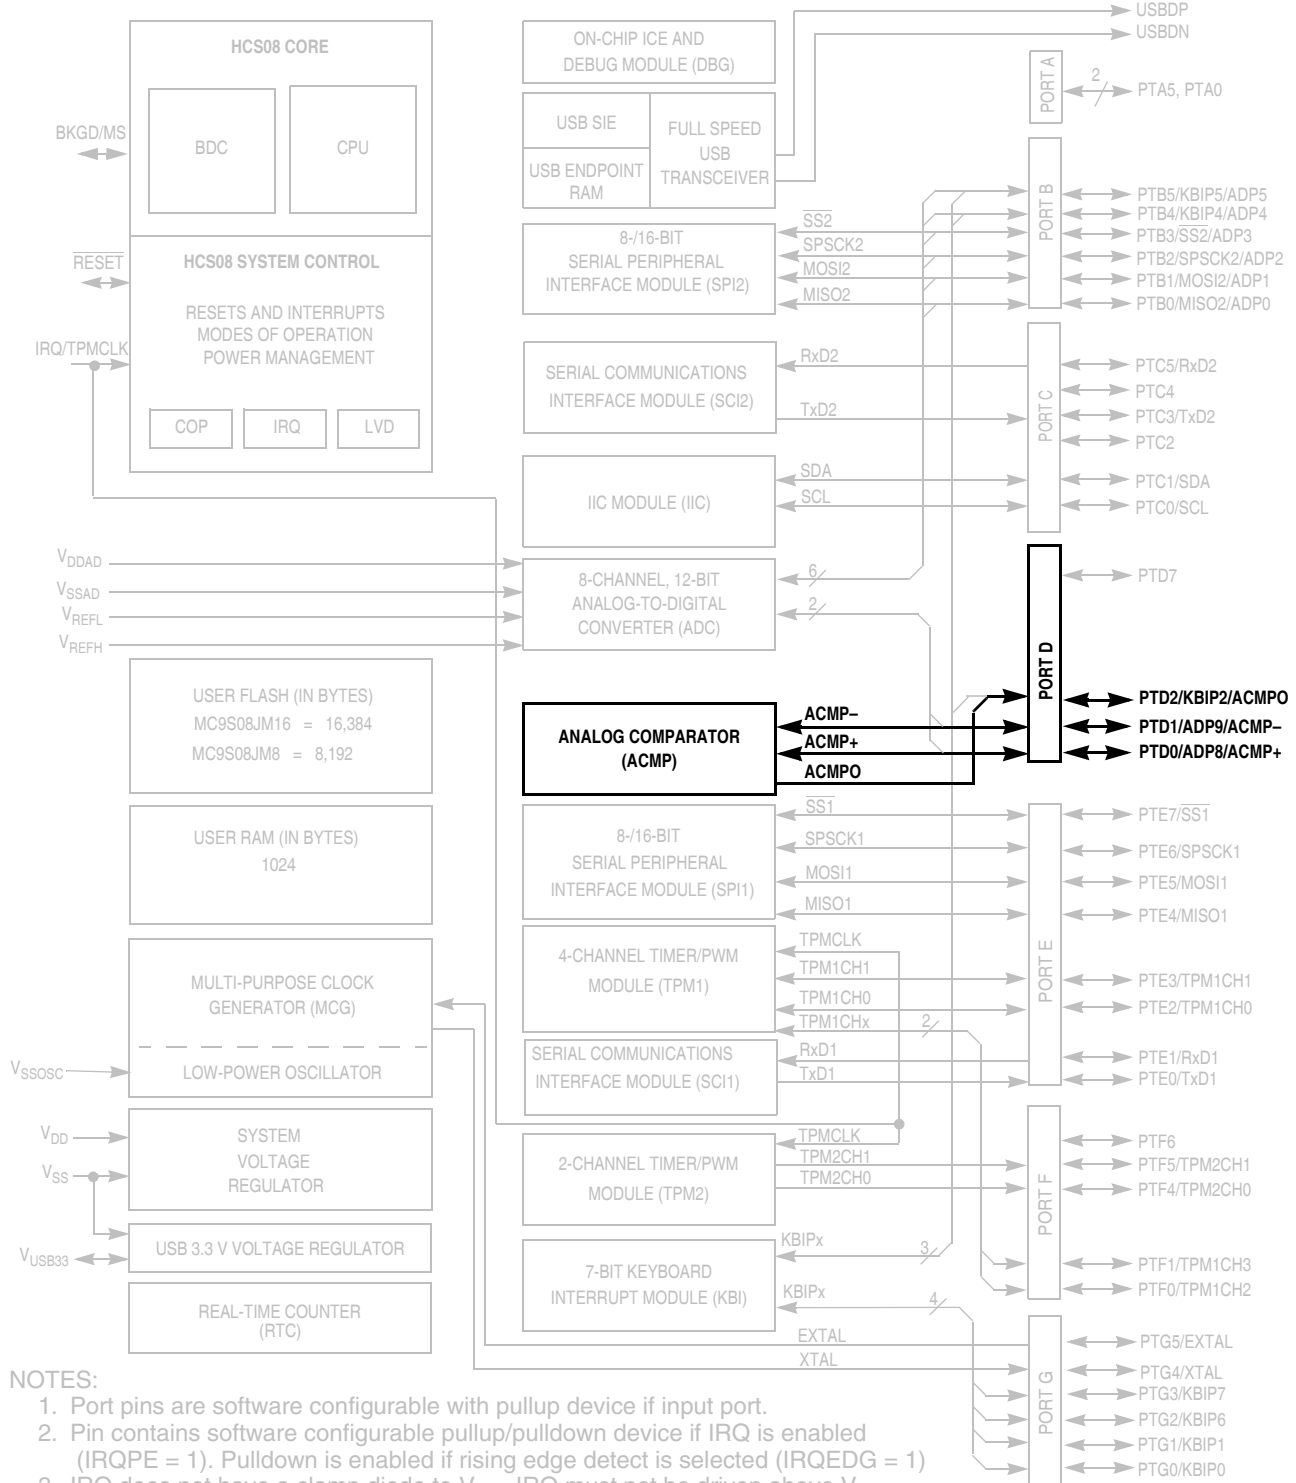 HCS08 CORE
BDC
CPU
BKGD/MS
RESET
HCS08 SYSTEM CONTROL
RESETS AND INTERRUPTS
MODES OF OPERATION
POWER MANAGEMENT
IRQ/TPMCLK
COP
IRQ
LVD
VDDAD
VSSAD
VREFL
VREFH
USER FLASH (IN BYTES)
MC9S08JM16 = 16,384
MC9S08JM8 = 8,192
USER RAM (IN BYTES)
1024
MULTI-PURPOSE CLOCK
GENERATOR (MCG)
LOW-POWER OSCILLATOR
VSSOSC
VDD
VSS
SYSTEM
VOLTAGE
REGULATOR
VUSB33
USB 3.3 V VOLTAGE REGULATOR
REAL-TIME COUNTER
(RTC)
ON-CHIP ICE AND
DEBUG MODULE (DBG)
USB SIE
USB ENDPOINT
RAM
FULL SPEED
USB
TRANSCEIVER
8-/16-BIT
SERIAL PERIPHERAL
INTERFACE MODULE (SPI2)
SS2
SPSCK2
MOSI2
MISO2
SERIAL COMMUNICATIONS
INTERFACE MODULE (SCI2)
RxD2
TxD2
IIC MODULE (IIC)
SDA
SCL
8-CHANNEL, 12-BIT
ANALOG-TO-DIGITAL
CONVERTER (ADC)
6
2
ANALOG COMPARATOR
(ACMP)
ACMP–
ACMP+
ACMPO
8-/16-BIT
SERIAL PERIPHERAL
INTERFACE MODULE (SPI1)
SS1
SPSCK1
MOSI1
MISO1
4-CHANNEL TIMER/PWM
MODULE (TPM1)
TPMCLK
TPM1CH1
TPM1CH0
TPM1CHx
2
SERIAL COMMUNICATIONS
INTERFACE MODULE (SCI1)
RxD1
TxD1
2-CHANNEL TIMER/PWM
MODULE (TPM2)
TPMCLK
TPM2CH1
TPM2CH0
7-BIT KEYBOARD
INTERRUPT MODULE (KBI)
KBIPx
3
KBIPx
4
EXTAL
XTAL
USBDP
USBDN
PORT A
2
PTA5, PTA0
PORT B
PTB5/KBIP5/ADP5
PTB4/KBIP4/ADP4
PTB3/SS2/ADP3
PTB2/SPSCK2/ADP2
PTB1/MOSI2/ADP1
PTB0/MISO2/ADP0
PORT C
PTC5/RxD2
PTC4
PTC3/TxD2
PTC2
PTC1/SDA
PTC0/SCL
PORT D
PTD7
PTD2/KBIP2/ACMPO
PTD1/ADP9/ACMP–
PTD0/ADP8/ACMP+
PORT E
PTE7/SS1
PTE6/SPSCK1
PTE5/MOSI1
PTE4/MISO1
PTE3/TPM1CH1
PTE2/TPM1CH0
PTE1/RxD1
PTE0/TxD1
PORT F
PTF6
PTF5/TPM2CH1
PTF4/TPM2CH0
PTF1/TPM1CH3
PTF0/TPM1CH2
PORT G
PTG5/EXTAL
PTG4/XTAL
PTG3/KBIP7
PTG2/KBIP6
PTG1/KBIP1
PTG0/KBIP0
NOTES:
1. Port pins are software configurable with pullup device if input port.
2. Pin contains software configurable pullup/pulldown device if IRQ is enabled
(IRQPE = 1). Pulldown is enabled if rising edge detect is selected (IRQEDG = 1)
3. IRQ does not have a clamp diode to V IRQ must not be driven above V